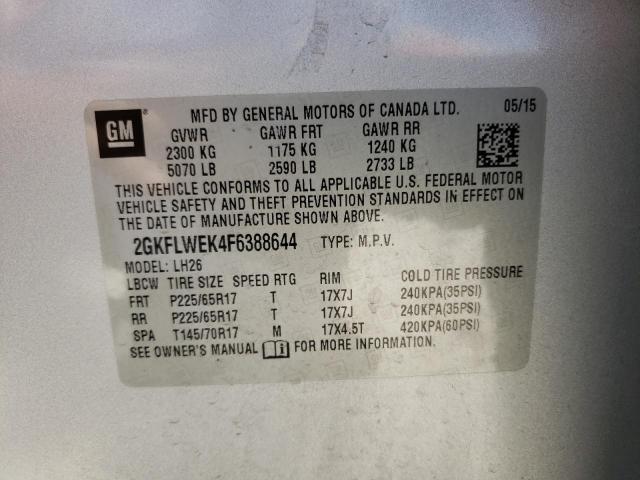 GM
MFD BY GENERAL MOTORS OF CANADA LTD. 05/15
GVWR GAWR FRT GAWR RR
2300 KG 1175 KG 1240 KG
5070 LB 2590 LB 2733 LB
THIS VEHICLE CONFORMS TO ALL APPLICABLE U.S. FEDERAL MOTOR
VEHICLE SAFETY AND THEFT PREVENTION STANDARDS IN EFFECT ON
THE DATE OF MANUFACTURE SHOWN ABOVE.
2GKFLWEK4F6388644 TYPE: M.P.V.
MODEL: LH26
LBCW TIRE SIZE SPEED RTG RIM COLD TIRE PRESSURE
FRT P225/65R17 T 17X7J 240KPA(35PSI)
RR P225/65R17 T 17X7J 240KPA(35PSI)
SPA T145/70R17 M 17X4.5T 420KPA(60PSI)
SEE OWNER'S MANUAL FOR MORE INFORMATION.